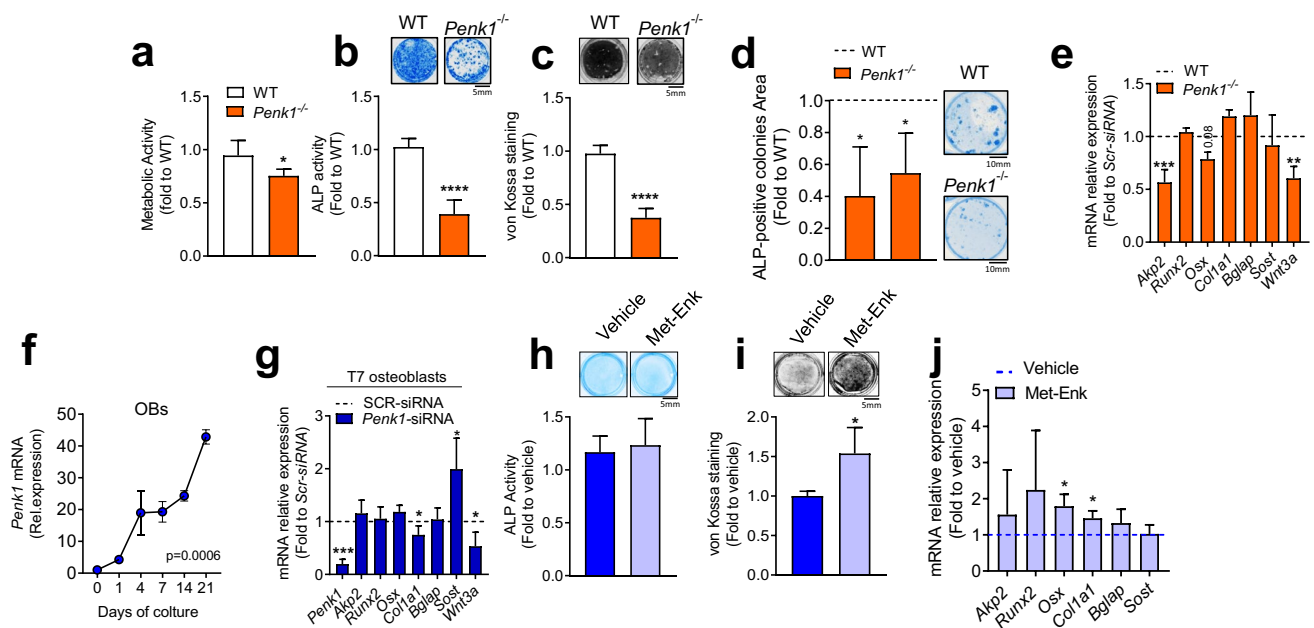 a
WT
Penk1-/-
Metabolic Activity
(fold to WT)
1.5
1.0
0.5
0.0
*
b
WT
Penk1-/-
5mm
ALP activity
(Fold to WT)
1.5
1.0
0.5
0.0
****
c
WT
Penk1-/-
5mm
von Kossa staining
(Fold to WT)
1.5
1.0
0.5
0.0
****
d
WT
Penk1-/-
ALP-positive colonies Area
(Fold to WT)
1.0
0.8
0.6
0.4
0.2
0.0
*
*
WT
10mm
Penk1-/-
10mm
e
WT
Penk1-/-
mRNA relative expression
(Fold to Scr-siRNA)
1.5
1.0
0.5
0.0
***
0.08
**
Akp2
Runx2
Osx
Col1a1
Bglap
Sost
Wnt3a
f
OBs
Penk1 mRNA
(Rel.expression)
50
40
30
20
10
0
p=0.0006
0 1 4 7 14 21
Days of colture
g
T7 osteoblasts
SCR-siRNA
Penk1-siRNA
mRNA relative expression
(Fold to Scr-siRNA)
3
2
1
0
***
*
*
*
Penk1
Akp2
Runx2
Osx
Col1a1
Bglap
Sost
Wnt3a
h
Vehicle
Met-Enk
5mm
ALP Activity
(Fold to vehicle)
1.5
1.0
0.5
0.0
i
Vehicle
Met-Enk
5mm
von Kossa staining
(Fold to vehicle)
2.0
1.5
1.0
0.5
0.0
*
j
Vehicle
Met-Enk
mRNA relative expression
(Fold to vehicle)
5
4
3
2
1
0
*
*
Akp2
Runx2
Osx
Col1a1
Bglap
Sost